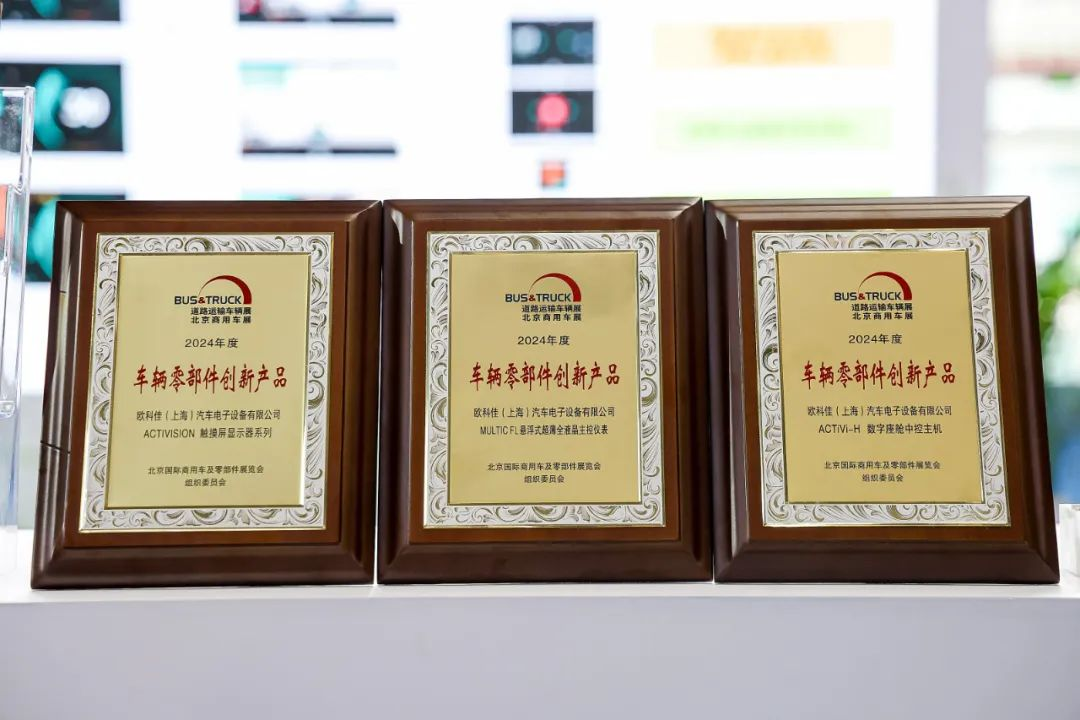 BUS&TRUCK
道路运输车辆展
北京商用车展
2024年度
车辆零部件创新产品
欧科佳（上海）汽车电子设备有限公司
ACTIVISION 触摸屏显示器系列
北京国际商用车及零部件展览会
组织委员会
BUS&TRUCK
道路运输车辆展
北京商用车展
2024年度
车辆零部件创新产品
欧科佳（上海）汽车电子设备有限公司
MULTIC FL 悬浮式超薄全液晶主控仪表
北京国际商用车及零部件展览会
组织委员会
BUS&TRUCK
道路运输车辆展
北京商用车展
2024年度
车辆零部件创新产品
欧科佳（上海）汽车电子设备有限公司
ACTiVi-H 数字座舱中控主机
北京国际商用车及零部件展览会
组织委员会